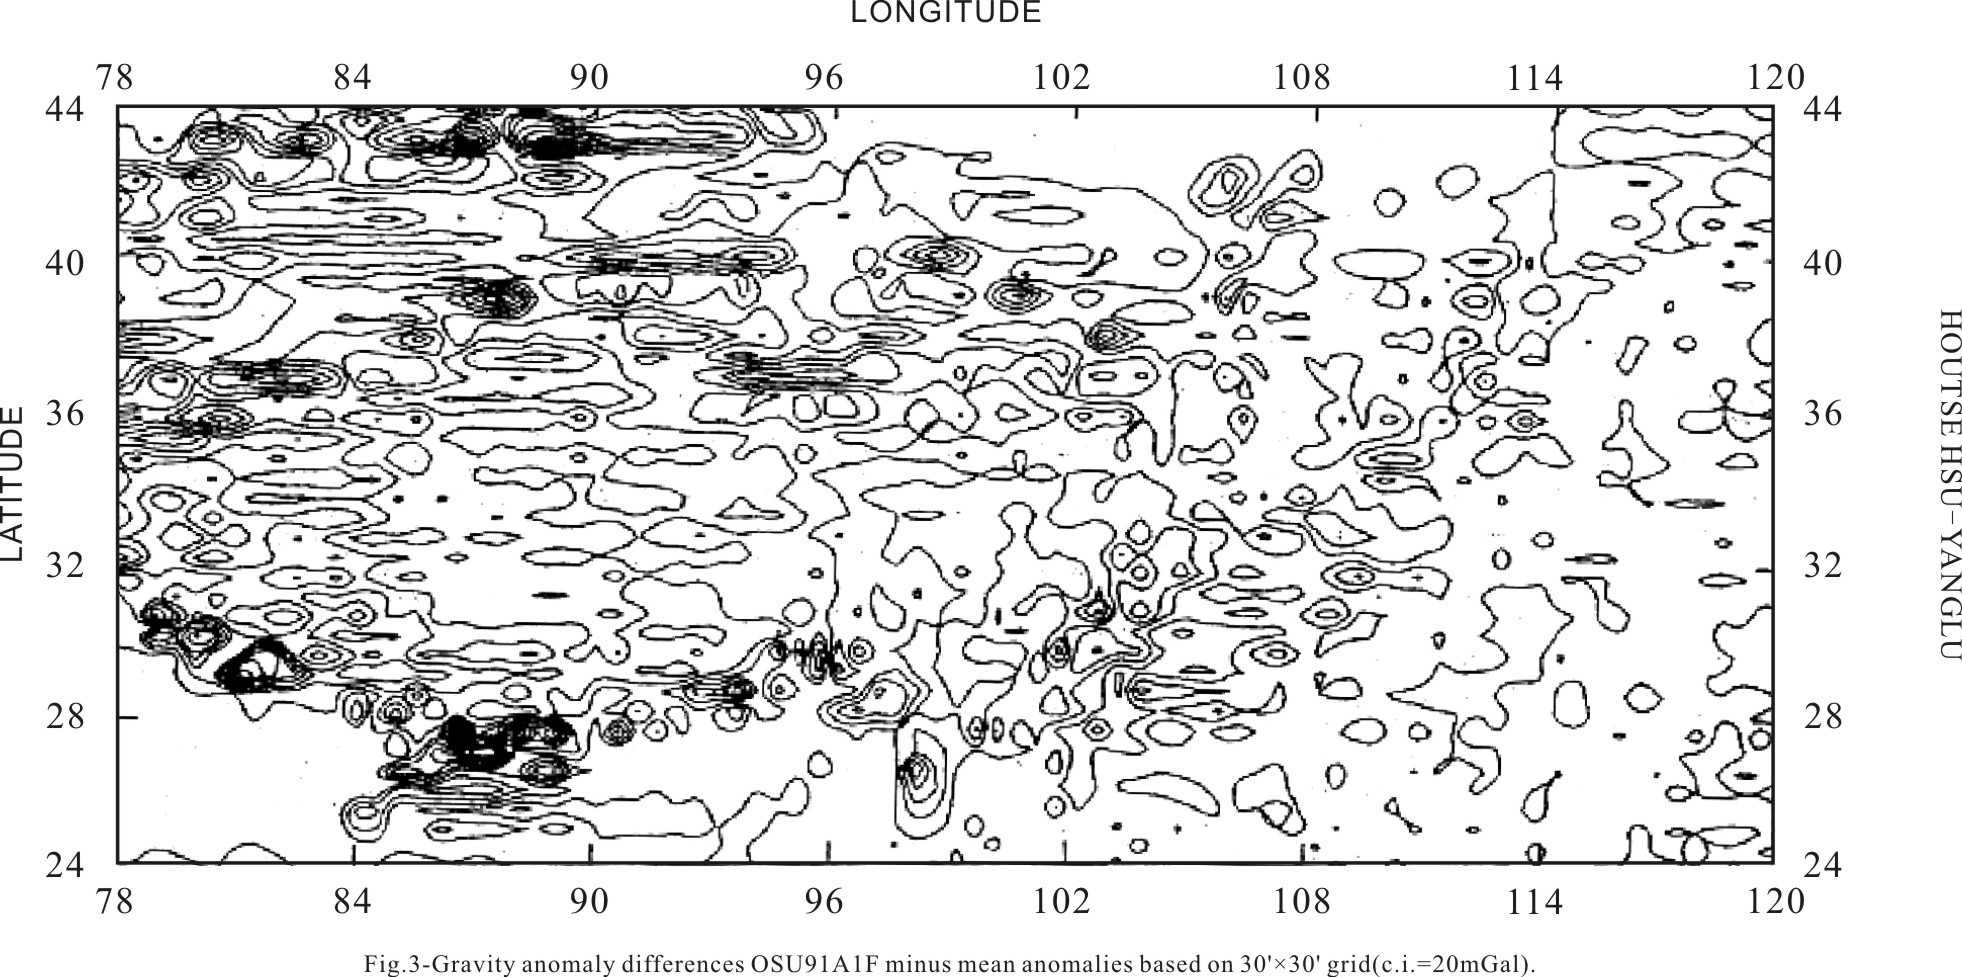 LONGITUDE
78 84 90 96 102 108 114 120
44 44
40 40
36 36
32 32
28 28
24 24
LATITUDE
HOUTSE HSU-YANGLU
78 84 90 96 102 108 114 120
Fig.3-Gravity anomaly differences OSU91A1F minus mean anomalies based on 30'×30' grid(c.i.=20mGal).